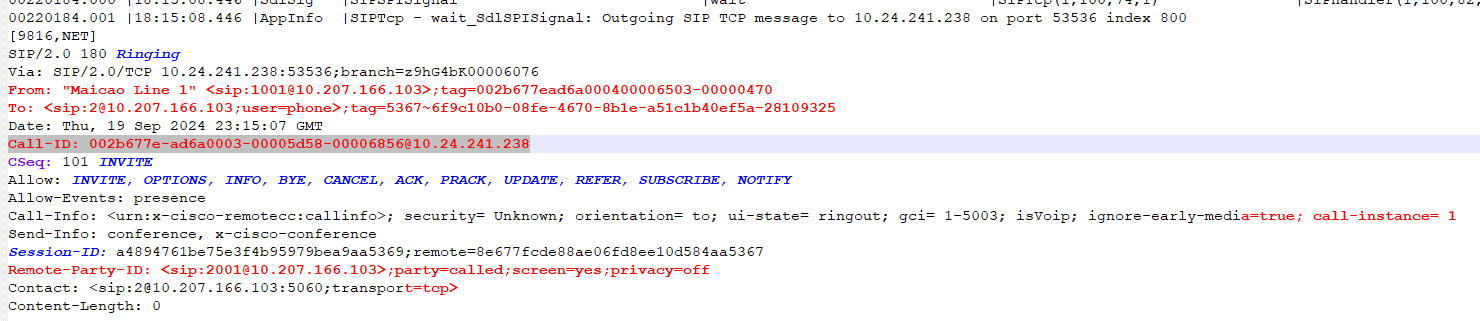 00220184.000 |18:15:08.446 |SdlSig |SIPSPISignal |wait |SIPTcp(1,100,74,1)
00220184.001 |18:15:08.446 |AppInfo |SIPTcp - wait_SdlSPISignal: Outgoing SIP TCP message to 10.24.241.238 on port 53536 index 800
[9816,NET]
SIP/2.0 180 Ringing
Via: SIP/2.0/TCP 10.24.241.238:53536;branch=z9hG4bK00006076
From: "Maicao Line 1" <sip:1001@10.207.166.103>;tag=002b677ead6a000400006503-00000470
To: <sip:2@10.207.166.103;user=phone>;tag=5367~6f9c10b0-08fe-4670-8b1e-a51c1b40ef5a-28109325
Date: Thu, 19 Sep 2024 23:15:07 GMT
Call-ID: 002b677e-ad6a0003-00005d58-00006856@10.24.241.238
CSeq: 101 INVITE
Allow: INVITE, OPTIONS, INFO, BYE, CANCEL, ACK, PRACK, UPDATE, REFER, SUBSCRIBE, NOTIFY
Allow-Events: presence
Call-Info: <urn:x-cisco-remotecc:callinfo>; security= Unknown; orientation= to; ui-state= ringout; gci= 1-5003; isVoip; ignore-early-media=true; call-instance= 1
Send-Info: conference, x-cisco-conference
Session-ID: a4894761be75e3f4b95979bea9aa5369;remote=8e677fcde88ae06fd8ee10d584aa5367
Remote-Party-ID: <sip:2001@10.207.166.103>;party=called;screen=yes;privacy=off
Contact: <sip:2@10.207.166.103:5060;transport=tcp>
Content-Length: 0